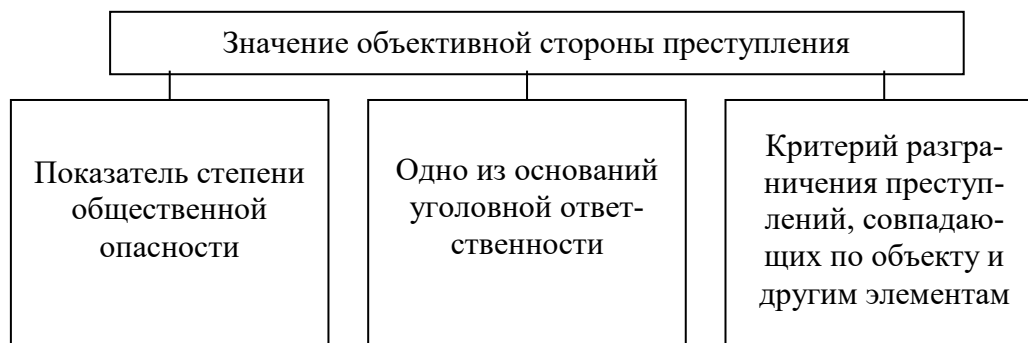 Значение объективной стороны преступления
Показатель степени
общественной
опасности
Одно из оснований
уголовной ответ-
ственности
Критерий разгра-
ничения преступ-
лений, совпадаю-
щих по объекту и
другим элементам